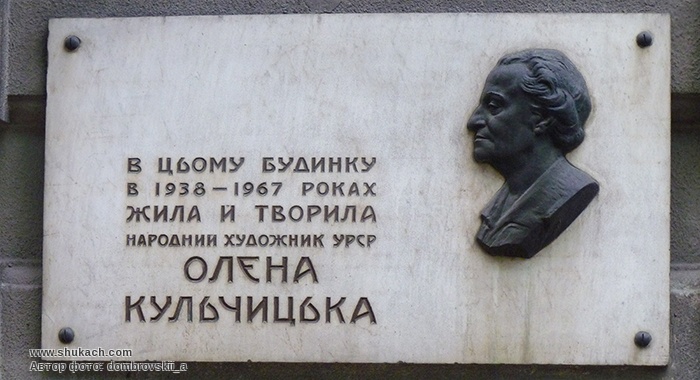 В ЦЬОМУ БУДИНКУ
В 1938–1967 РОКАХ
ЖИЛА Й ТВОРИЛА
НАРОДНИЙ ХУДОЖНИК УРСР
ОЛЕНА
КУЛЬЧИЦЬКА
www.shukach.com
Автор фото: dombrovskii_a